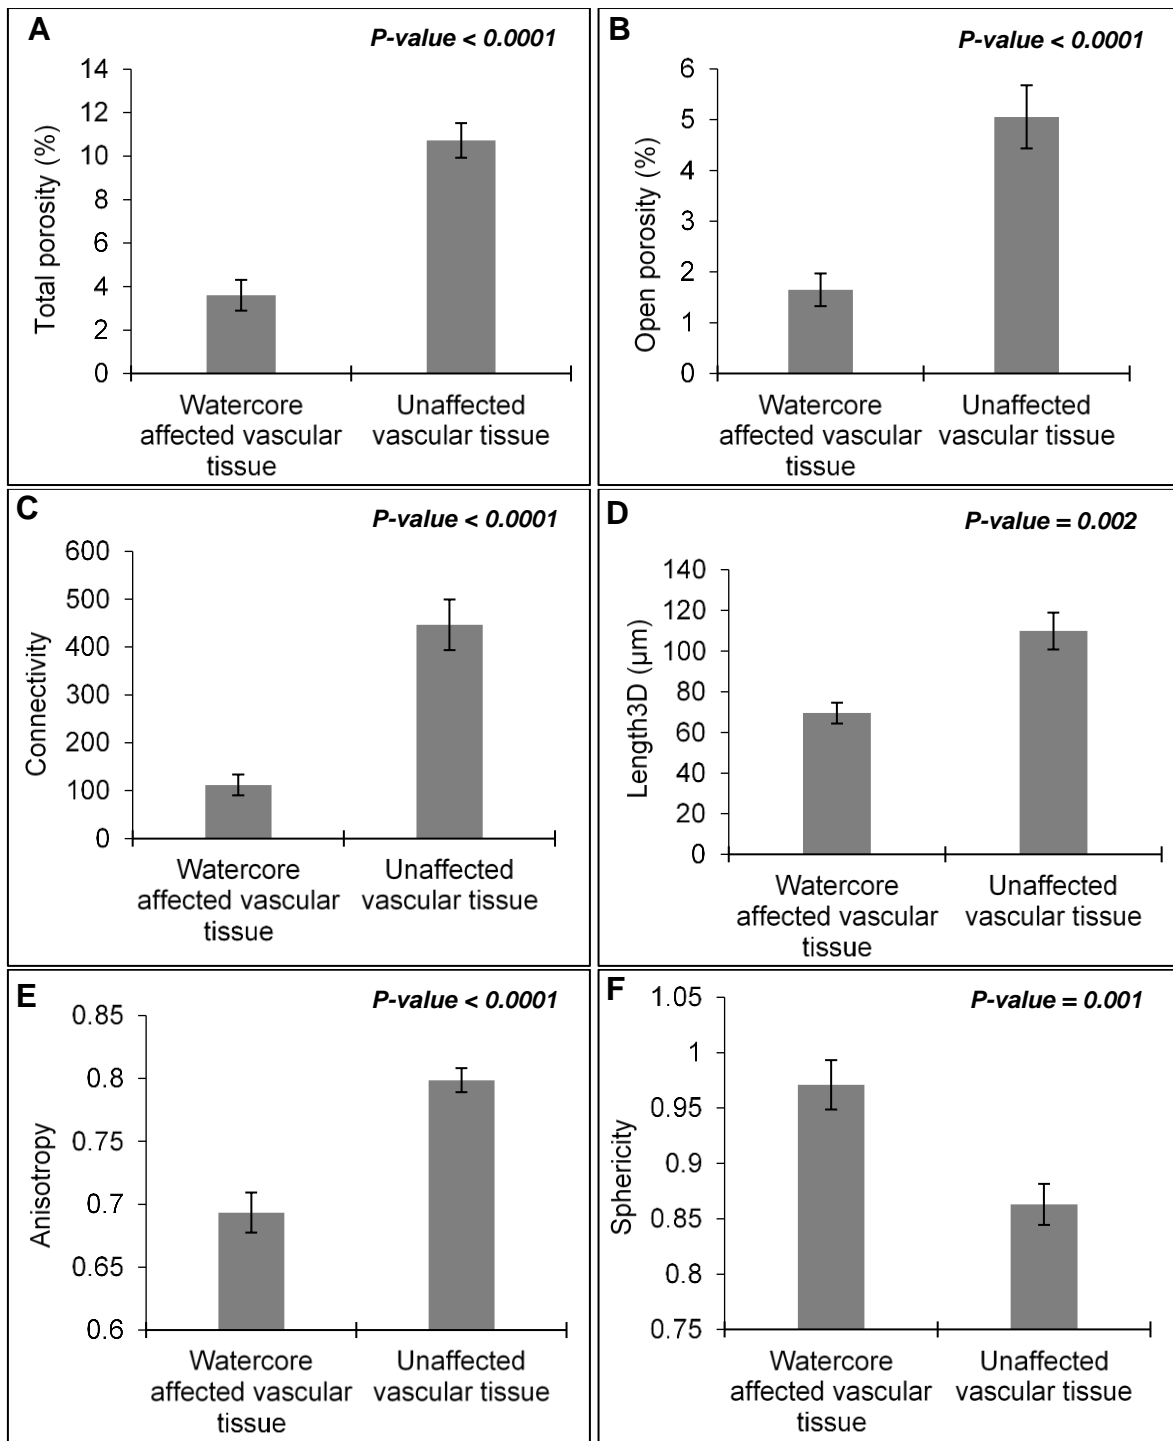 A
P-value < 0.0001
Total porosity (%)
14
12
10
8
6
4
2
0
Watercore
affected vascular
tissue
Unaffected
vascular tissue
B
P-value < 0.0001
Open porosity (%)
6
5
4
3
2
1
0
Watercore
affected vascular
tissue
Unaffected
vascular tissue
C
P-value < 0.0001
Connectivity
600
500
400
300
200
100
0
Watercore
affected vascular
tissue
Unaffected
vascular tissue
D
P-value = 0.002
Length3D (µm)
140
120
100
80
60
40
20
0
Watercore
affected vascular
tissue
Unaffected
vascular tissue
E
P-value < 0.0001
Anisotropy
0.85
0.8
0.75
0.7
0.65
0.6
Watercore
affected vascular
tissue
Unaffected
vascular tissue
F
P-value = 0.001
Sphericity
1.05
1
0.95
0.9
0.85
0.8
0.75
Watercore
affected vascular
tissue
Unaffected
vascular tissue